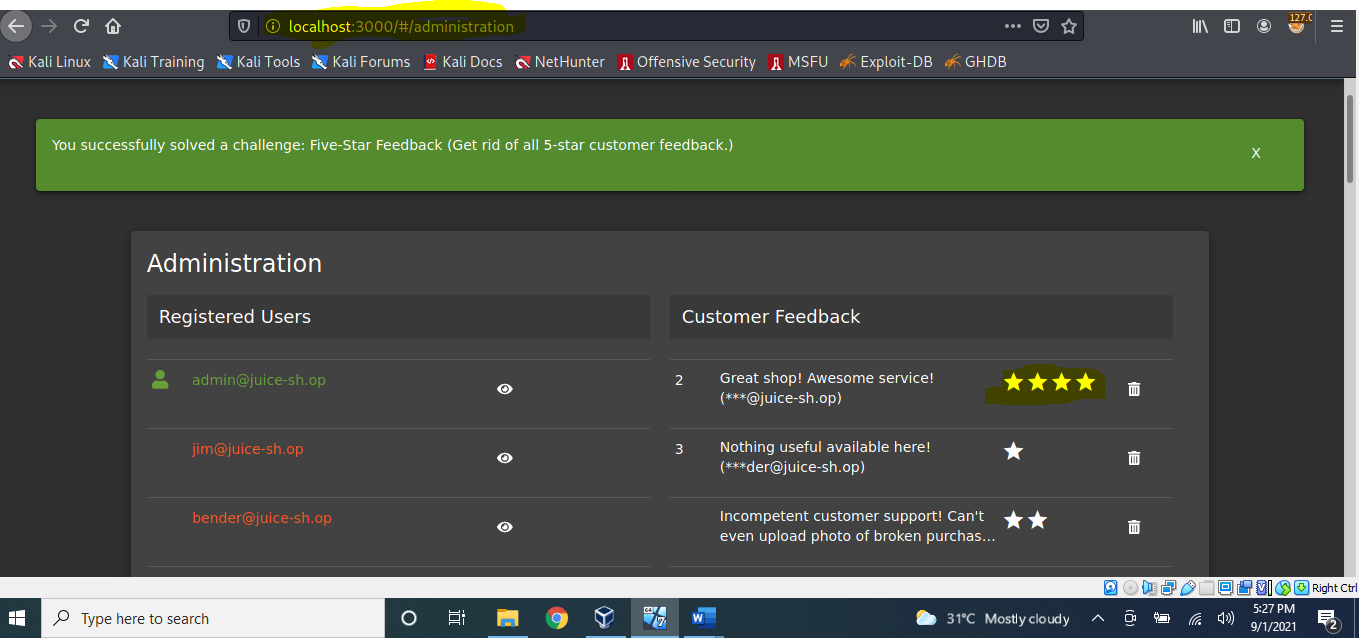 localhost:3000/#/administration
127.0
Kali Linux Kali Training Kali Tools Kali Forums Kali Docs NetHunter Offensive Security MSFU Exploit-DB GHDB
You successfully solved a challenge: Five-Star Feedback (Get rid of all 5-star customer feedback.)
X
Administration
Registered Users
Customer Feedback
admin@juice-sh.op
2
Great shop! Awesome service!
(***@juice-sh.op)
jim@juice-sh.op
3
Nothing useful available here!
(***der@juice-sh.op)
bender@juice-sh.op
Incompetent customer support! Can't
even upload photo of broken purchas...
Right Ctrl
Type here to search
64
W
31°C Mostly cloudy
5:27 PM
9/1/2021
2